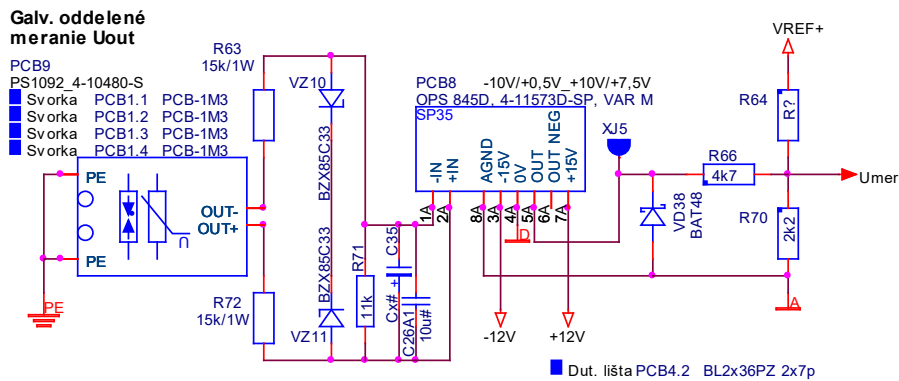 Galv. oddelené
meranie Uout
PCB9
PS1092_4-10480-S
Svorka PCB1.1 PCB-1M3
Svorka PCB1.2 PCB-1M3
Svorka PCB1.3 PCB-1M3
Svorka PCB1.4 PCB-1M3
PE
PE
OUT-
OUT+
PE
R63
15k/1W
R72
15k/1W
VZ10
BZX85C33
BZX85C33
VZ11
R71
11k
C35
Cx#
+
C26A1
10u#
PCB8 -10V/+0,5V_+10V/+7,5V
OPS 845D, 4-11573D-SP, VAR M
SP35
-IN
+IN
AGND
-15V
0V
OUT
OUT NEG
+15V
1A
2A
8A
3A
4A
5A
6A
7A
D
-12V
+12V
XJ5
VD38
BAT48
R66
4k7
VREF+
R64
R?
R70
2k2
Umer
A
Dut. lišta PCB4.2 BL2x36PZ 2x7p